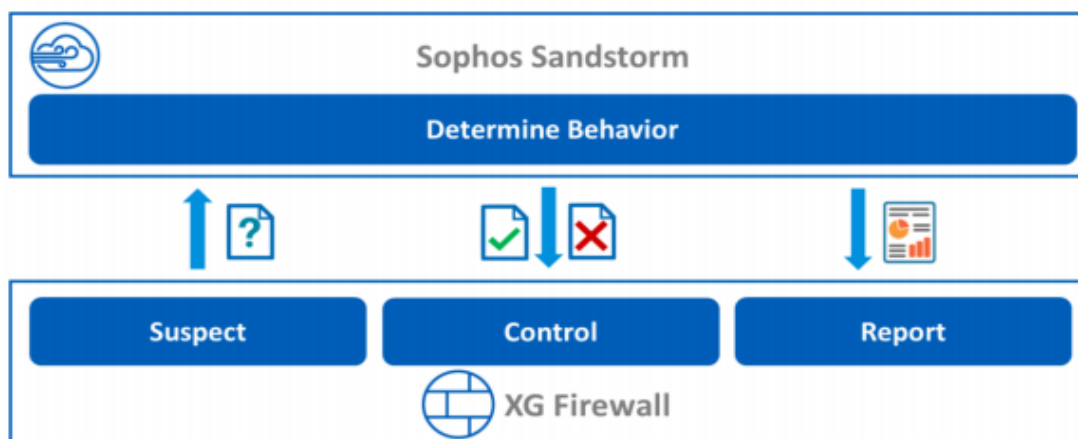 Sophos Sandstorm
Determine Behavior
?
Suspect
Control
Report
XG Firewall